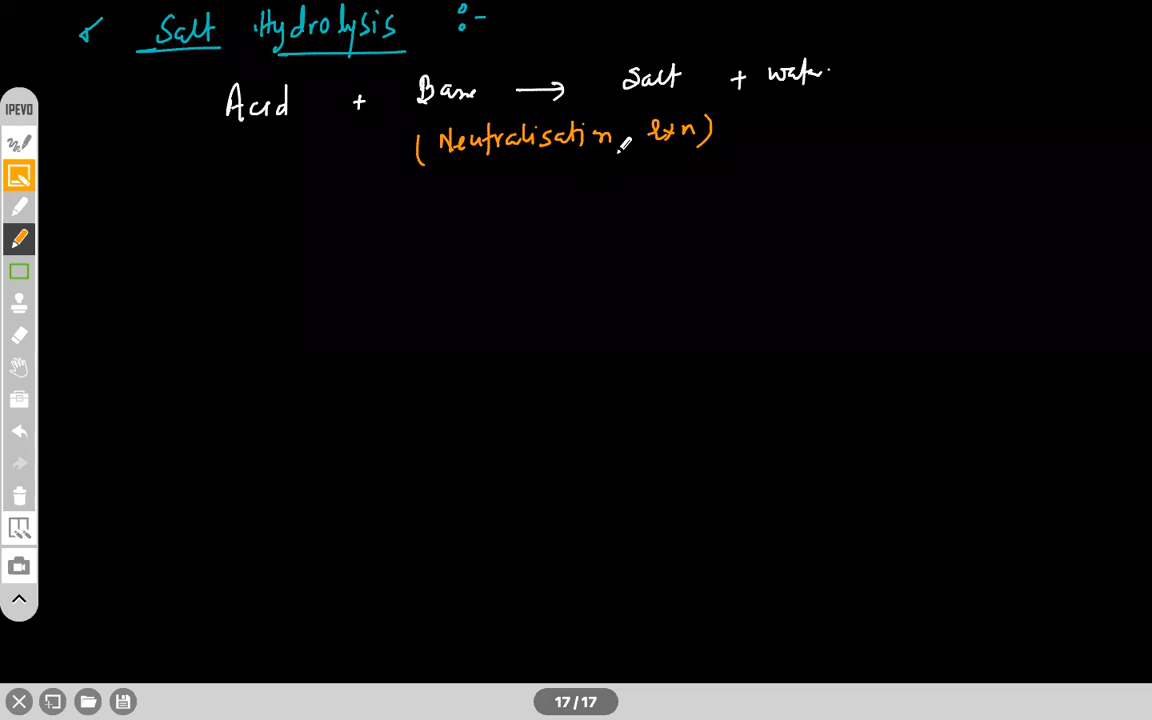 Salt Hydrolysis :-
Acid + Base → Salt + water.
(Neutralisation rxn)
IPEVO
17/17